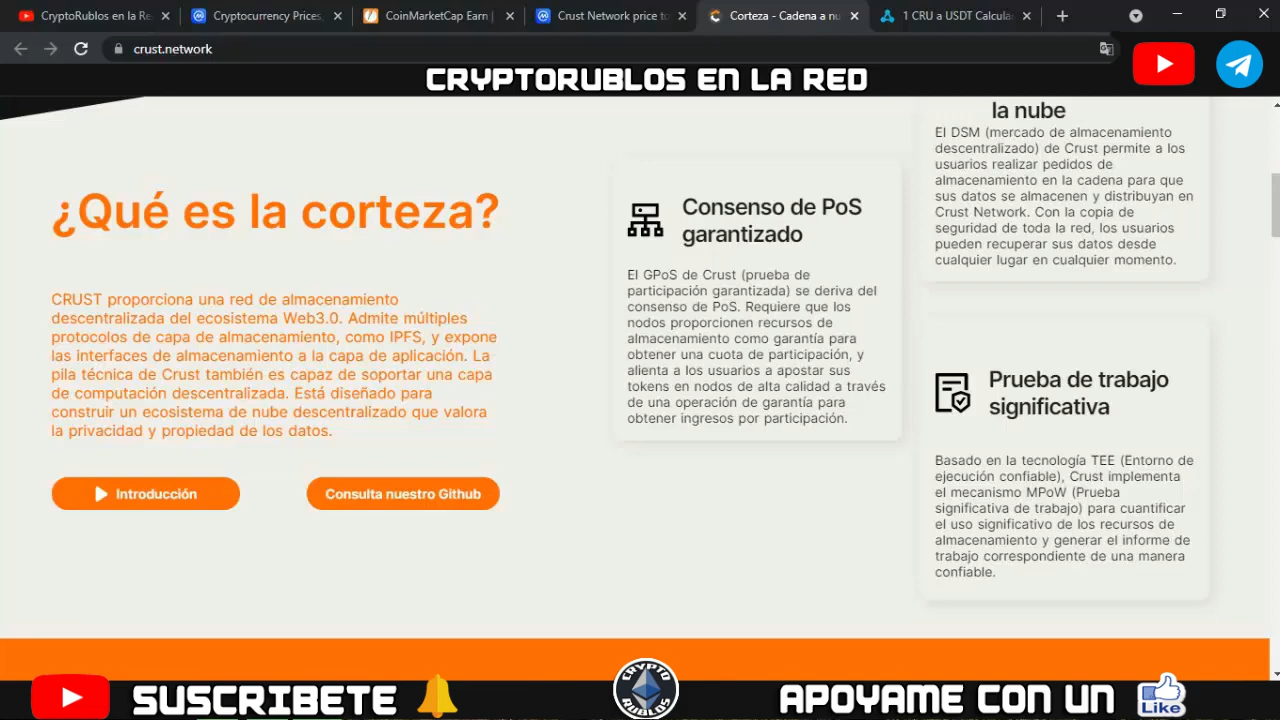 CryptoRublos en la Re
Cryptocurrency Prices,
CoinMarketCap Earn |
Crust Network price to
Corteza - Cadena a nu
1 CRU a USDT Calcula
crust.network
CRYPTORUBLOS EN LA RED
¿Qué es la corteza?
CRUST proporciona una red de almacenamiento
descentralizada del ecosistema Web3.0. Admite múltiples
protocolos de capa de almacenamiento, como IPFS, y expone
las interfaces de almacenamiento a la capa de aplicación. La
pila técnica de Crust también es capaz de soportar una capa
de computación descentralizada. Está diseñado para
construir un ecosistema de nube descentralizado que valora
la privacidad y propiedad de los datos.
Introducción
Consulta nuestro Github
Consenso de PoS
garantizado
El GPoS de Crust (prueba de
participación garantizada) se deriva del
consenso de PoS. Requiere que los
nodos proporcionen recursos de
almacenamiento como garantía para
obtener una cuota de participación, y
alienta a los usuarios a apostar sus
tokens en nodos de alta calidad a través
de una operación de garantía para
obtener ingresos por participación.
la nube
El DSM (mercado de almacenamiento
descentralizado) de Crust permite a los
usuarios realizar pedidos de
almacenamiento en la cadena para que
sus datos se almacenen y distribuyan en
Crust Network. Con la copia de
seguridad de toda la red, los usuarios
pueden recuperar sus datos desde
cualquier lugar en cualquier momento.
Prueba de trabajo
significativa
Basado en la tecnología TEE (Entorno de
ejecución confiable), Crust implementa
el mecanismo MPoW (Prueba
significativa de trabajo) para cuantificar
el uso significativo de los recursos de
almacenamiento y generar el informe de
trabajo correspondiente de una manera
confiable.
SUSCRIBETE
CRYPTO
RUBLOS
APOYAME CON UN
Like